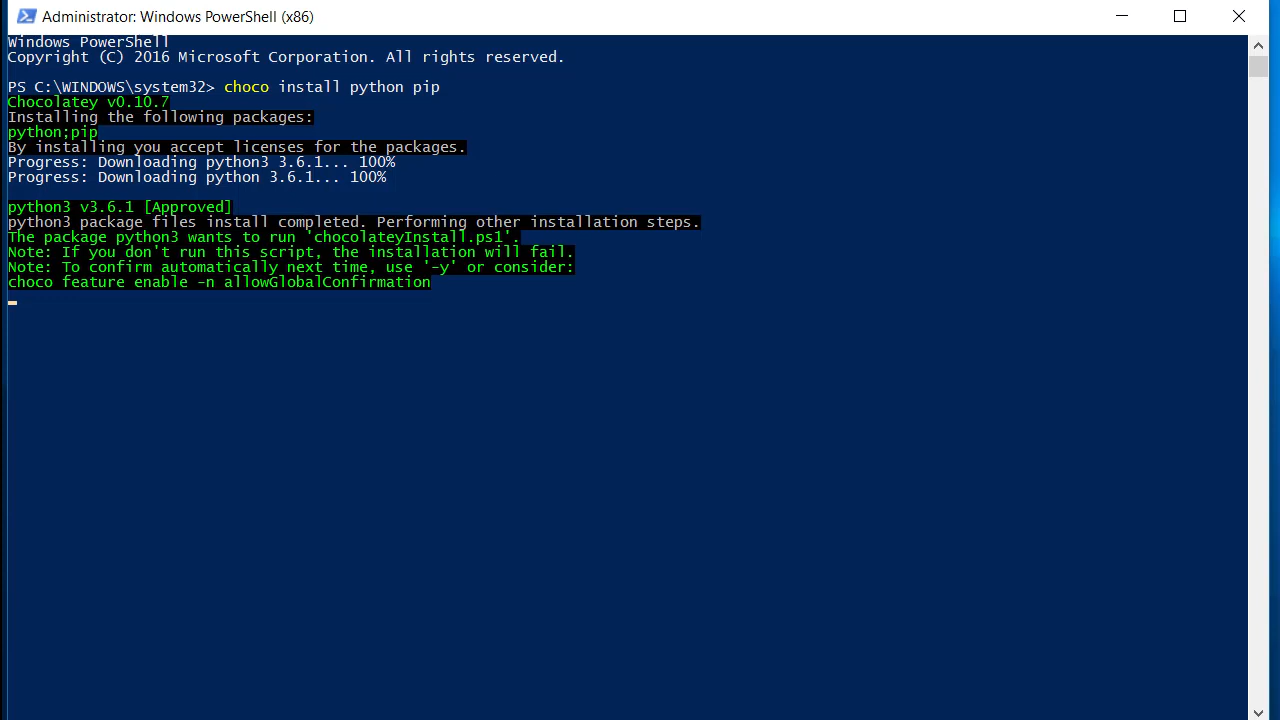 Administrator: Windows PowerShell (x86)
Windows PowerShell
Copyright (C) 2016 Microsoft Corporation. All rights reserved.
PS C:\WINDOWS\system32> choco install python pip
Chocolatey v0.10.7
Installing the following packages:
python;pip
By installing you accept licenses for the packages.
Progress: Downloading python3 3.6.1... 100%
Progress: Downloading python 3.6.1... 100%
python3 v3.6.1 [Approved]
python3 package files install completed. Performing other installation steps.
The package python3 wants to run 'chocolateyInstall.ps1'.
Note: If you don't run this script, the installation will fail.
Note: To confirm automatically next time, use '-y' or consider:
choco feature enable -n allowGlobalConfirmation